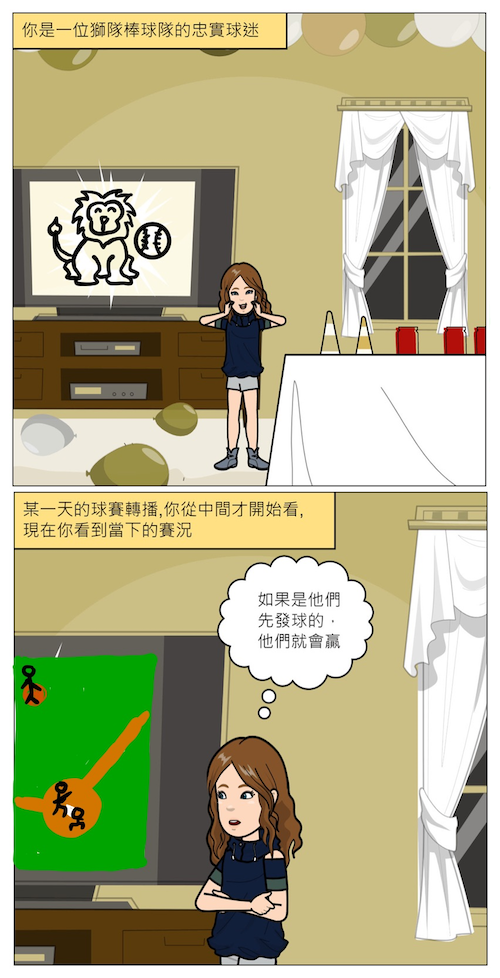 你是一位獅隊棒球隊的忠實球迷
某一天的球賽轉播,你從中間才開始看,
現在你看到當下的賽況
如果是他們
先發球的,
他們就會贏